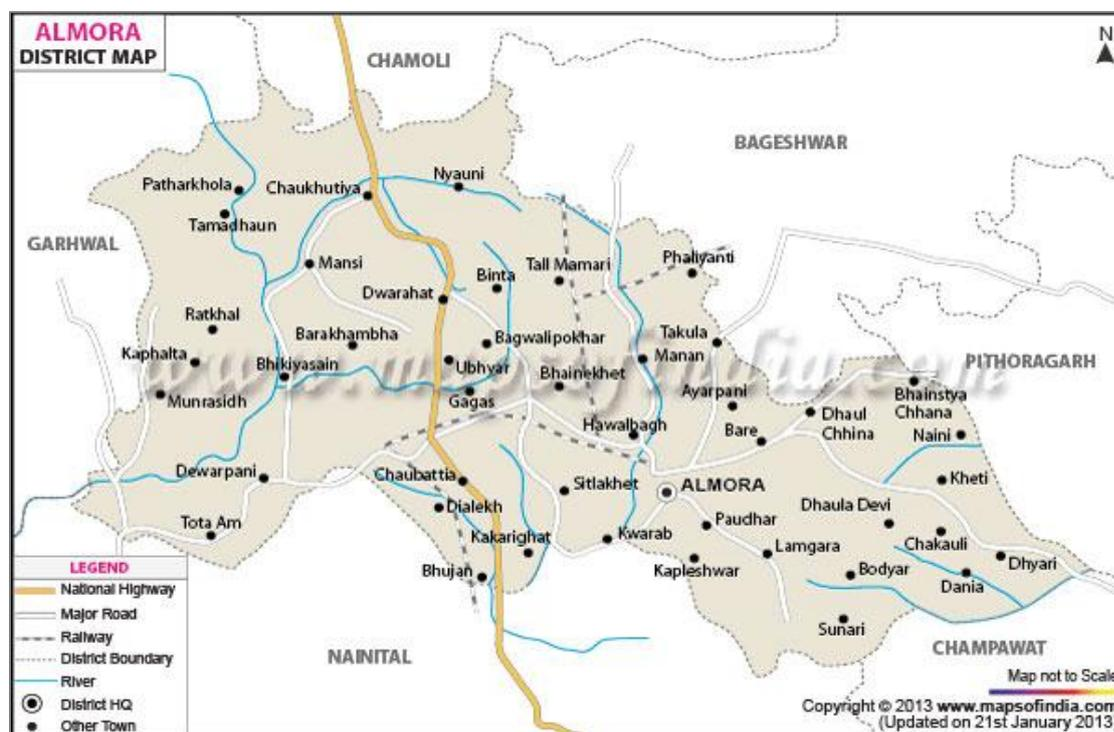 ALMORA
DISTRICT MAP
N
CHAMOLI
BAGESHWAR
GARHWAL
PITHORAGARH
NAINITAL
CHAMPAWAT
Patharkhola
Chaukhutiya
Nyauni
Tamadhaun
Mansi
Binta
Tall Mamari
Phaliyanti
Dwarahat
Ratkhal
Barakhambha
Bagwalipokhar
Takula
Manan
Kaphalta
Bhikiyasain
Ubhyar
Bhainekhet
www.mapsofindia.com
Munrasidh
Gagas
Ayarpani
Bhainstya
Chhana
Dhaul
Chhina
Hawalbagh
Bare
Naini
Dewarpani
Chaubattia
Sitlakhet
ALMORA
Kheti
Dialekh
Dhaula Devi
Tota Am
Kakarighat
Kwarab
Paudhar
Chakauli
Lamgara
Dhyari
Bhujan
Kapleshwar
Bodyar
Dania
Sunari
LEGEND
National Highway
Major Road
Railway
District Boundary
River
District HQ
Other Town
Map not to Scale
Copyright © 2013 www.mapsofindia.com
(Updated on 21st January 2013)